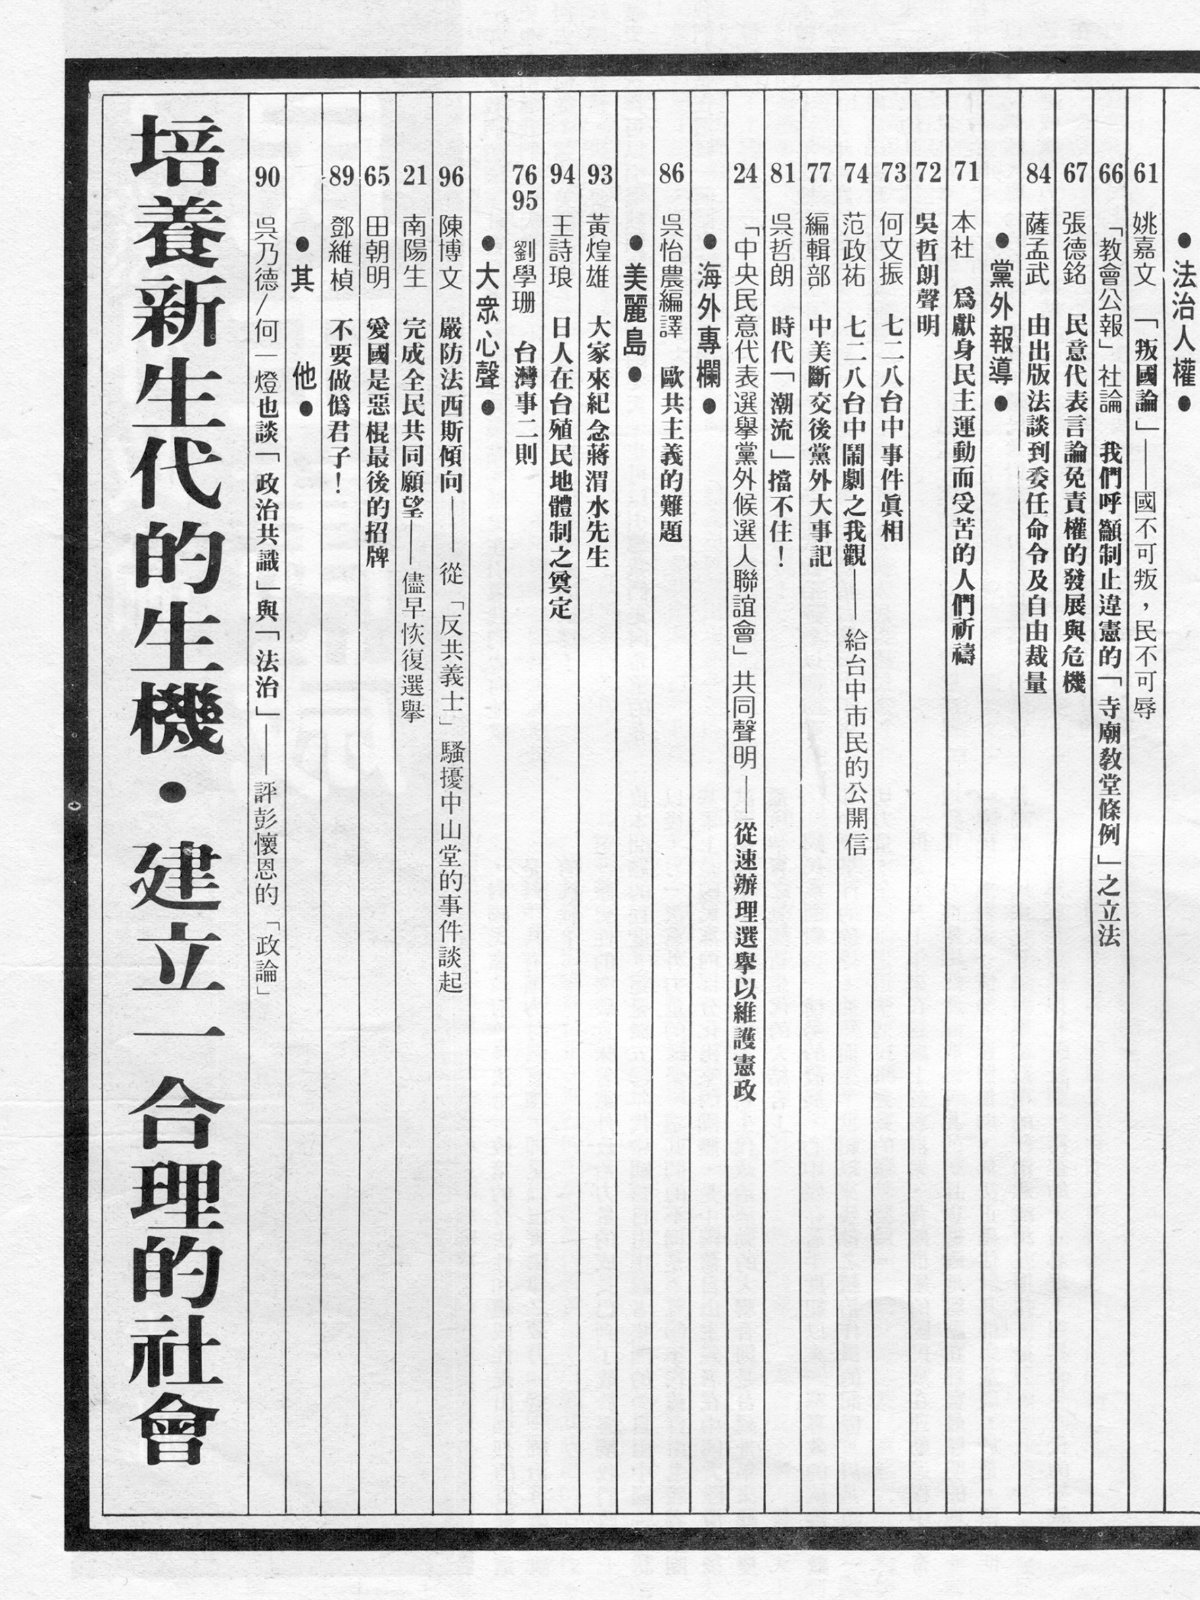 ●法治人權●
61 姚嘉文 「叛國論」——國不可叛，民不可辱
66 「教會公報」社論 我們呼籲制止違憲的「寺廟教堂條例」之立法
67 張德銘 民意代表言論免責權的發展與危機
84 薩孟武 由出版法談到委任命令及自由裁量
●黨外報導●
71 本社 爲獻身民主運動而受苦的人們祈禱
72 吳哲朗聲明
73 何文振 七二八台中事件眞相
74 范政祐 七二八台中鬧劇之我觀——給台中市民的公開信
77 編輯部 中美斷交後黨外大事記
81 吳哲朗 時代「潮流」擋不住！
24 「中央民意代表選舉黨外候選人聯誼會」共同聲明——從速辦理選舉以維護憲政
●海外專欄●
86 吳怡農編譯 歐共主義的難題
●美麗島●
93 黃煌雄 大家來紀念蔣渭水先生
94 王詩琅 日人在台殖民地體制之奠定
76 95 劉學珊 台灣事二則
●大衆心聲●
96 陳博文 嚴防法西斯傾向——從「反共義士」騷擾中山堂的事件談起
21 南陽生 完成全民共同願望——儘早恢復選舉
65 田朝明 愛國是惡棍最後的招牌
89 鄧維楨 不要做僞君子！
●其他●
90 吳乃德/何一燈 也談「政治共識」與「法治」——評彭懷恩的「政論」
培養新生代的生機・建立一合理的社會